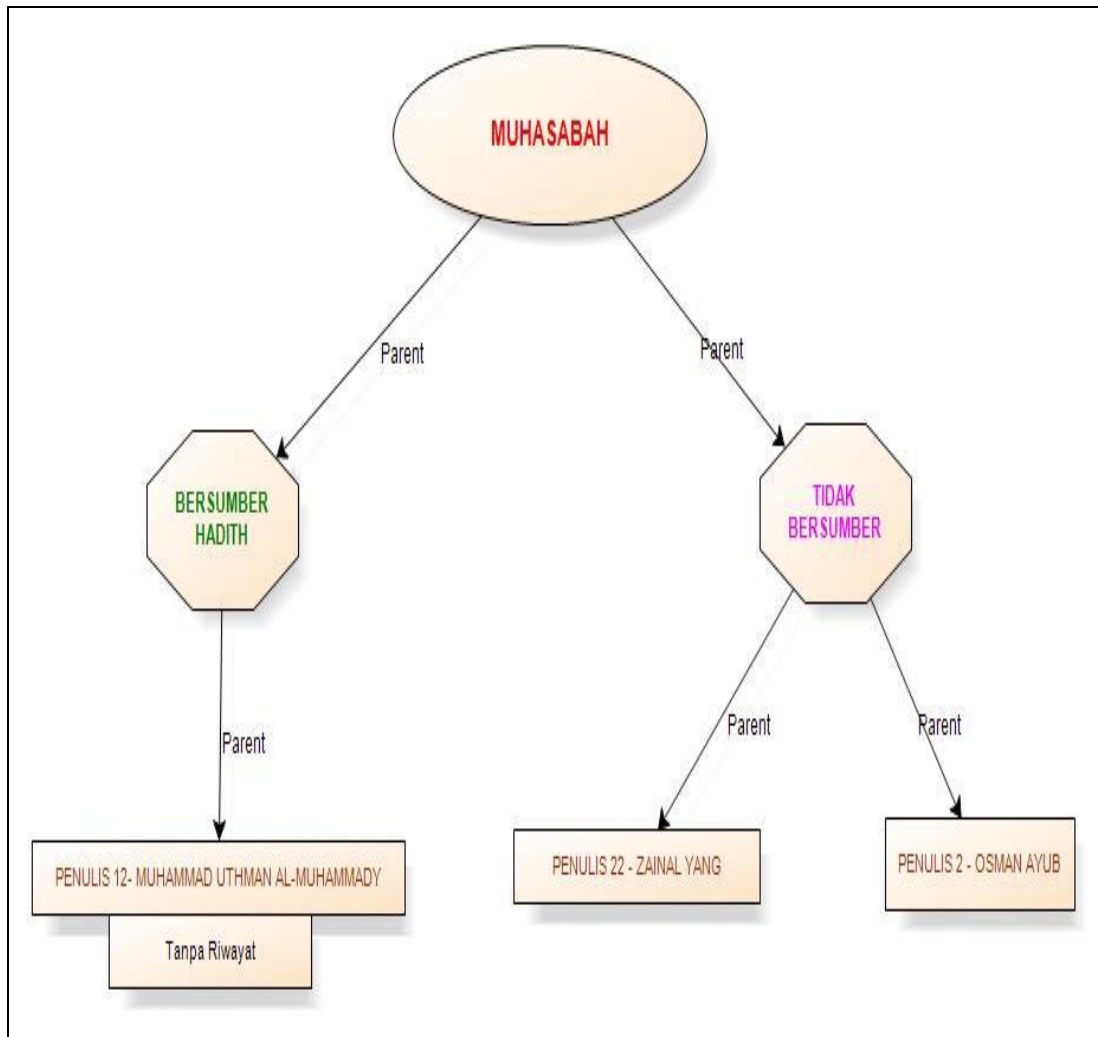 MUHASABAH
Parent
Parent
BERSUMBER
HADITH
TIDAK
BERSUMBER
Parent
Parent
Parent
PENULIS 12- MUHAMMAD UTHMAN AL-MUHAMMADY
Tanpa Riwayat
PENULIS 22 - ZAINAL YANG
PENULIS 2 - OSMAN AYUB